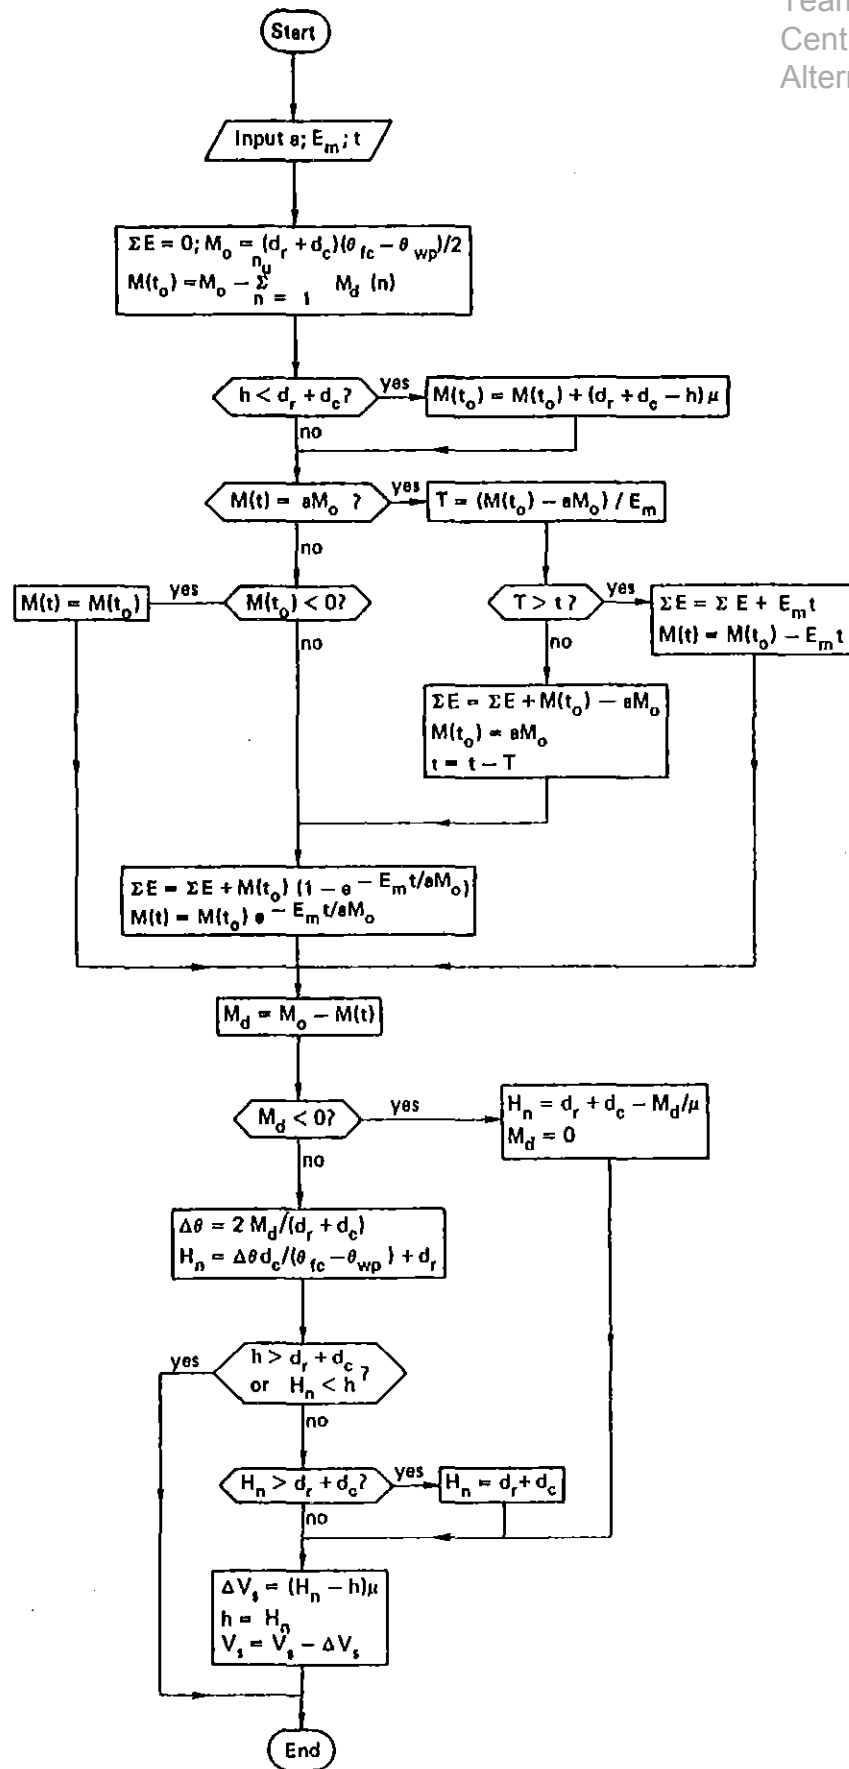 Team
Cent
Altern
Start
Input a; E_m; t
ΣE = 0; M_o = (d_r + d_c)(θ_fc − θ_wp)/2
n_u
M(t_o) = M_o − Σ M_d (n)
n = 1
h < d_r + d_c?
yes
M(t_o) = M(t_o) + (d_r + d_c − h) μ
no
M(t) = aM_o ?
yes
T = (M(t_o) − aM_o) / E_m
no
M(t) = M(t_o)
yes
M(t_o) < 0?
T > t ?
yes
ΣE = Σ E + E_m t
M(t) = M(t_o) − E_m t
no
no
ΣE = ΣE + M(t_o) − aM_o
M(t_o) = aM_o
t = t − T
ΣE = ΣE + M(t_o) (1 − e^− E_m t/aM_o)
M(t) = M(t_o) e^− E_m t/aM_o
M_d = M_o − M(t)
M_d < 0?
yes
H_n = d_r + d_c − M_d/μ
M_d = 0
no
Δθ = 2 M_d/(d_r + d_c)
H_n = Δθd_c/(θ_fc − θ_wp) + d_r
yes
h > d_r + d_c
or H_n < h ?
no
H_n > d_r + d_c?
yes
H_n = d_r + d_c
no
ΔV_s = (H_n − h)μ
h = H_n
V_s = V_s − ΔV_s
End